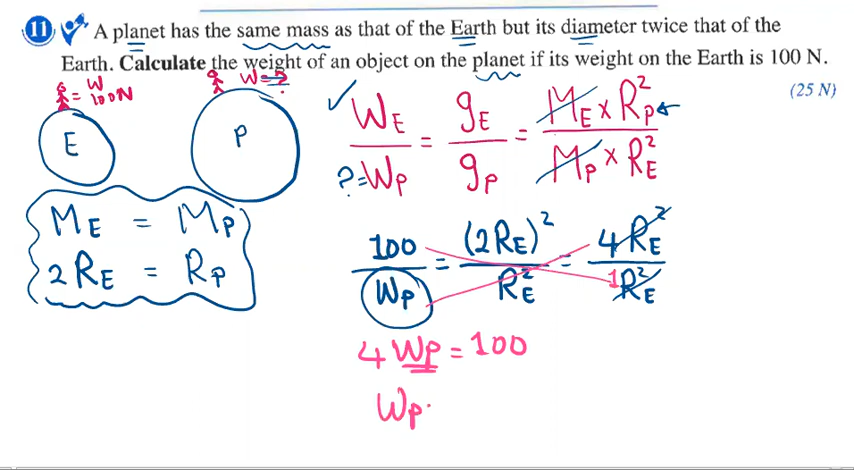 11 A planet has the same mass as that of the Earth but its diameter twice that of the
Earth. Calculate the weight of an object on the planet if its weight on the Earth is 100 N.
(25 N)
= W 100N
W = ?
E
P
M_E = M_P
2R_E = R_P
✓ W_E / ?=W_P = g_E / g_P = M_E × R_P² / M_P × R_E²
100 / W_P = (2R_E)² / R_E² = 4R_E² / 1R_E²
4 W_P = 100
W_P